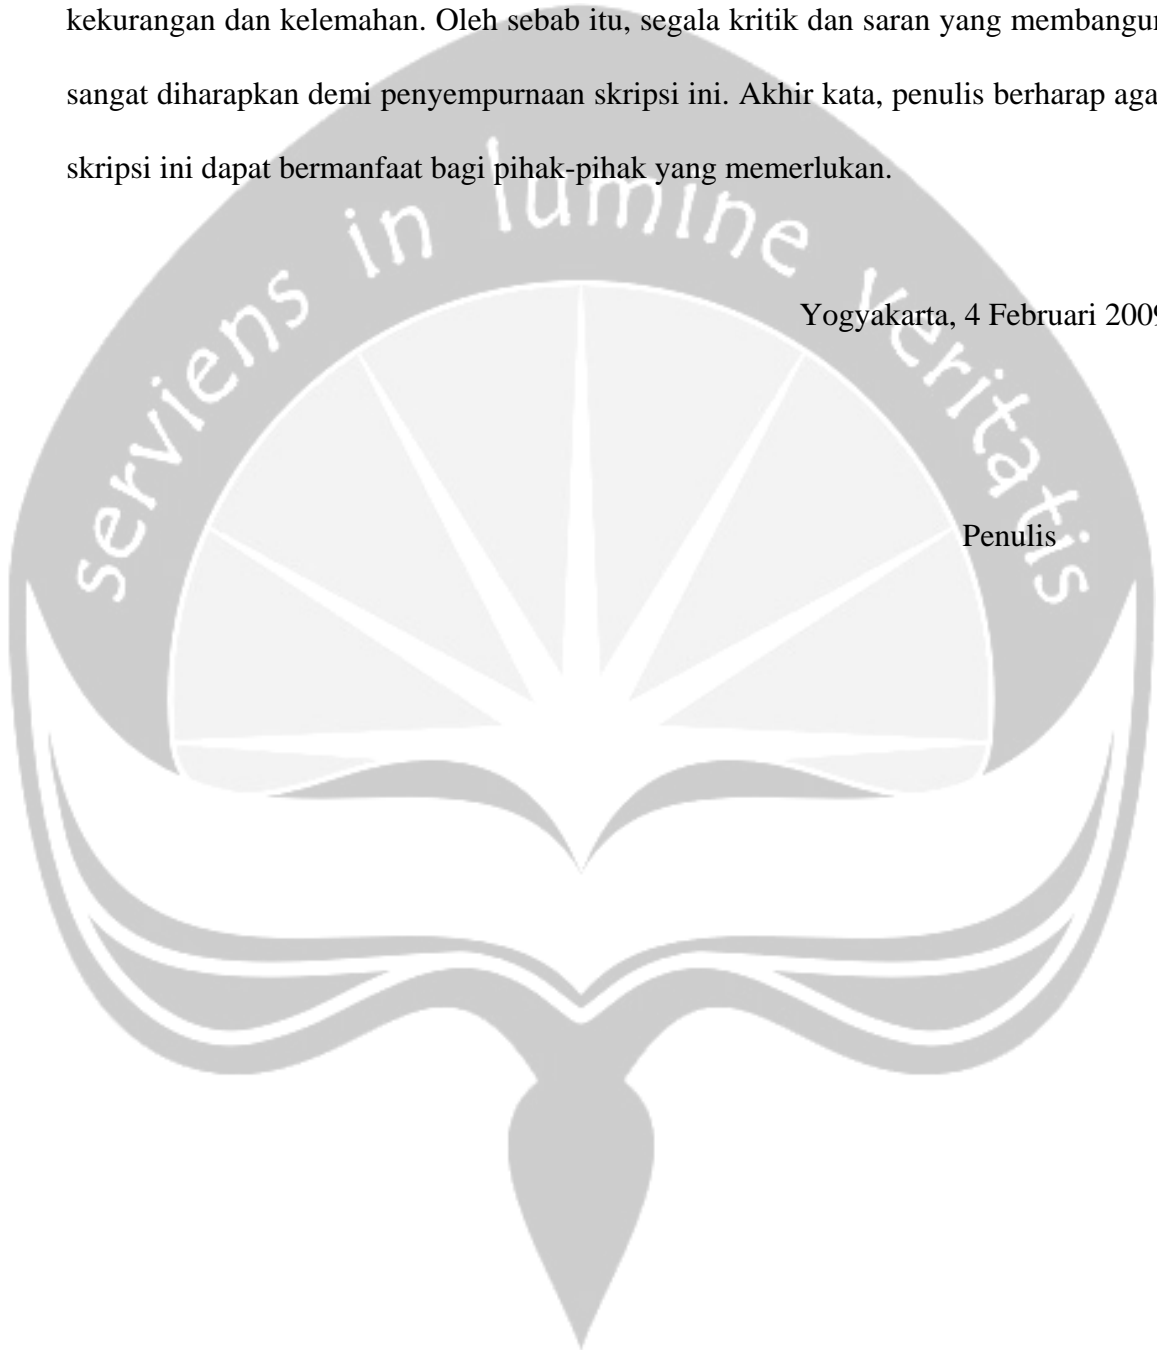 kekurangan dan kelemahan. Oleh sebab itu, segala kritik dan saran yang membangun
sangat diharapkan demi penyempurnaan skripsi ini. Akhir kata, penulis berharap aga
skripsi ini dapat bermanfaat bagi pihak-pihak yang memerlukan.
serviens in lumine veritatis
Yogyakarta, 4 Februari 2009
Penulis